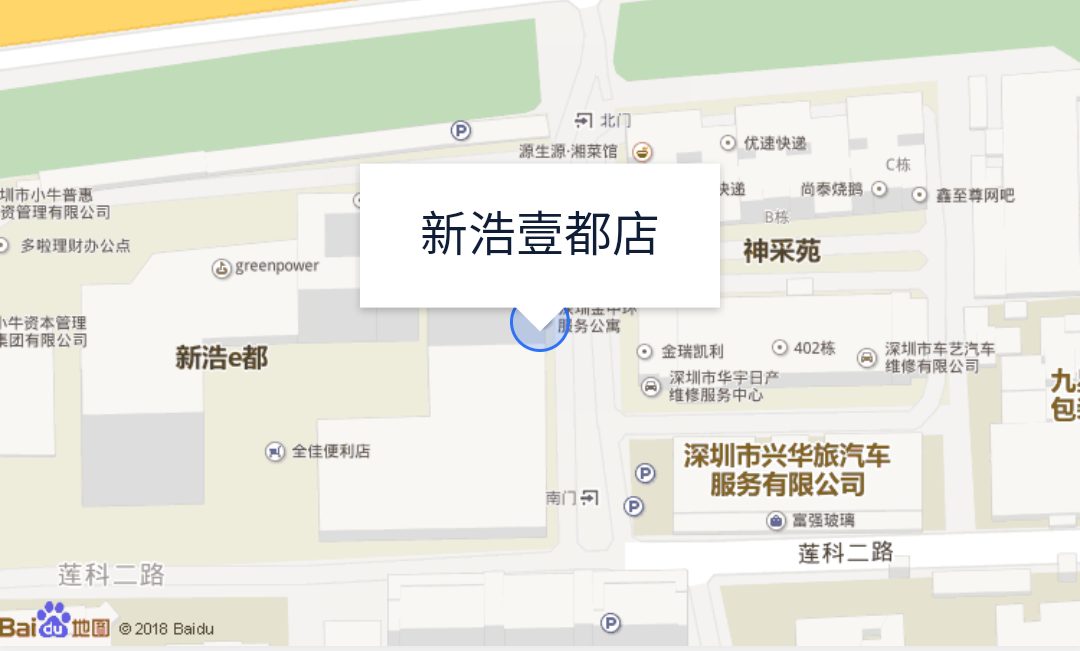 北门
源生源·湘菜馆
优速快递
C栋
圳市小牛普惠
资管理有限公司
快递
尚泰烧鹅
鑫至尊网吧
B栋
多啦理财办公点
新浩壹都店
神采苑
greenpower
服务公寓
小牛资本管理
集团有限公司
新浩e都
金瑞凯利
402栋
深圳市车艺汽车
维修有限公司
深圳市华宇日产
维修服务中心
九
包
全佳便利店
深圳市兴华旅汽车
服务有限公司
南门
富强玻璃
莲科二路
莲科二路
Bai du 地图
© 2018 Baidu